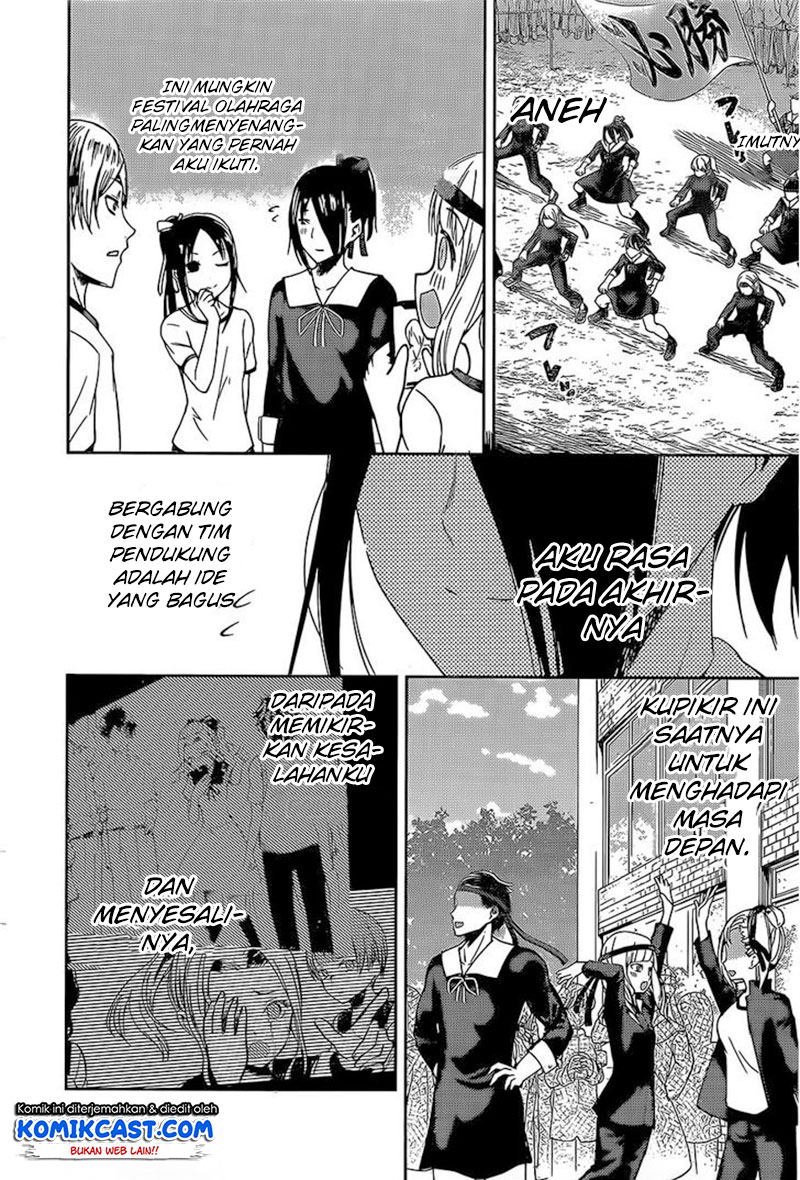 必勝
ANEH
IMUTNY
INI MUNGKIN
FESTIVAL OLAHRAGA
PALINGMENYENANG-
KAN YANG PERNAH
AKU IKUTI.
AKU RASA
PADA AKHIR-
NYA
BERGABUNG
DENGAN TIM
PENDUKUNG
ADALAH IDE
YANG BAGUS
KUPIKIR INI
SAATNYA
UNTUK
MENGHADAPI
MASA
DEPAN.
DARIPADA
MEMIKIR-
KAN KESA-
LAHANKU
DAN
MENYESALI-
NYA,
Komik ini diterjemahkan & diedit oleh
KOMIKCAST.COM
BUKAN WEB LAIN!!